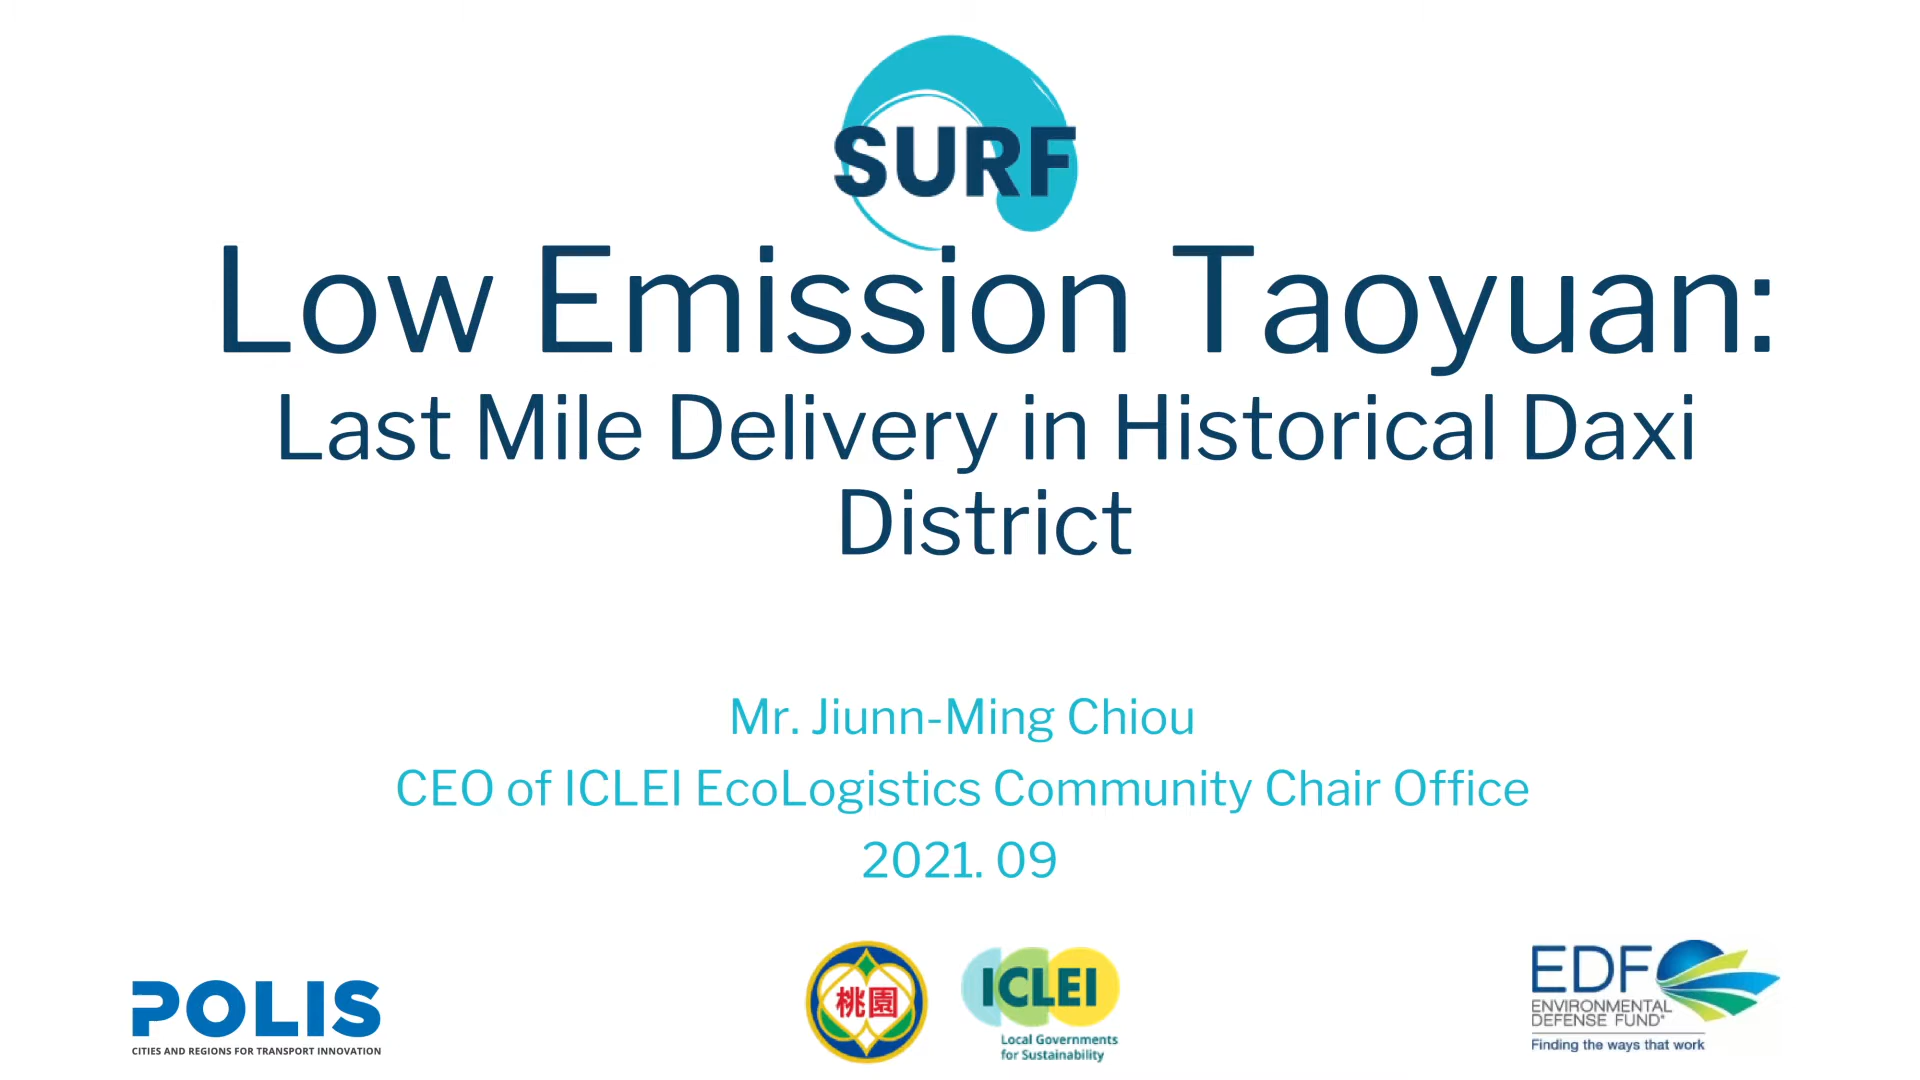 SURF
Low Emission Taoyuan:
Last Mile Delivery in Historical Daxi
District
Mr. Jiunn-Ming Chiou
CEO of ICLEI EcoLogistics Community Chair Office
2021. 09
POLIS
CITIES AND REGIONS FOR TRANSPORT INNOVATION
桃園
ICLEI
Local Governments
for Sustainability
EDF
ENVIRONMENTAL
DEFENSE FUND®
Finding the ways that work